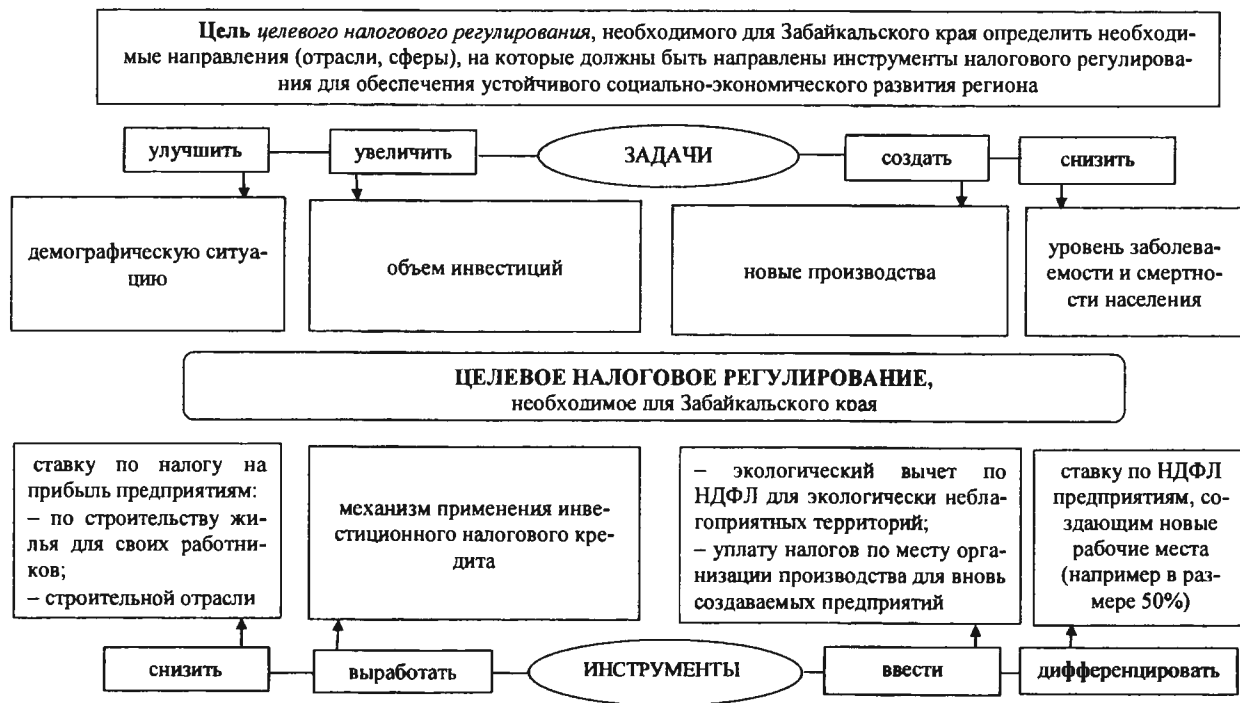 Цель целевого налогового регулирования, необходимого для Забайкальского края определить необходи-
мые направления (отрасли, сферы), на которые должны быть направлены инструменты налогового регулирова-
ния для обеспечения устойчивого социально-экономического развития региона
улучшить
увеличить
ЗАДАЧИ
создать
снизить
демографическую ситуа-
цию
объем инвестиций
новые производства
уровень заболева-
емости и смертно-
сти населения
ЦЕЛЕВОЕ НАЛОГОВОЕ РЕГУЛИРОВАНИЕ,
необходимое для Забайкальского края
ставку по налогу на
прибыль предприятиям:
– по строительству жи-
лья для своих работни-
ков;
– строительной отрасли
механизм применения инве-
стиционного налогового кре-
дита
– экологический вычет по
НДФЛ для экологически небла-
гоприятных территорий;
– уплату налогов по месту орга-
низации производства для вновь
создаваемых предприятий
ставку по НДФЛ
предприятиям, со-
здающим новые
рабочие места
(например в раз-
мере 50%)
снизить
выработать
ИНСТРУМЕНТЫ
ввести
дифференцировать